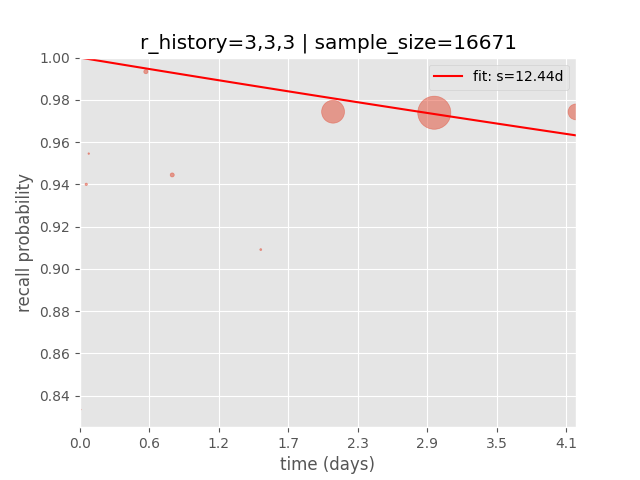 r_history=3,3,3 | sample_size=16671
fit: s=12.44d
recall probability
1.00
0.98
0.96
0.94
0.92
0.90
0.88
0.86
0.84
0.0 0.6 1.2 1.7 2.3 2.9 3.5 4.1
time (days)